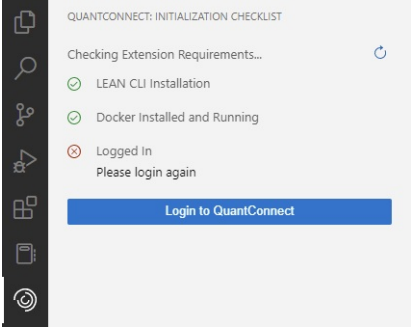 QUANTCONNECT: INITIALIZATION CHECKLIST
Checking Extension Requirements...
LEAN CLI Installation
Docker Installed and Running
Logged In
Please login again
Login to QuantConnect